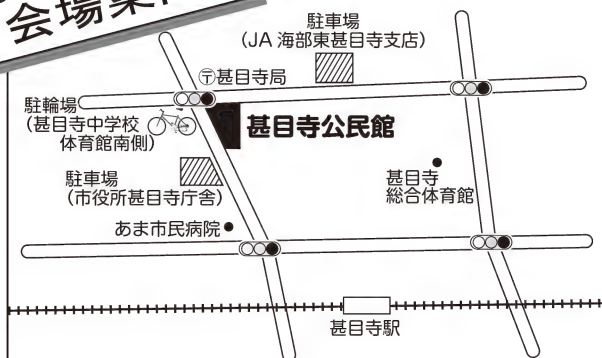 会場案内
駐車場
（JA 海部東甚目寺支店）
〒甚目寺局
駐輪場
（甚目寺中学校
体育館南側）
甚目寺公民館
駐車場
（市役所甚目寺庁舎）
甚目寺
総合体育館
あま市民病院
甚目寺駅